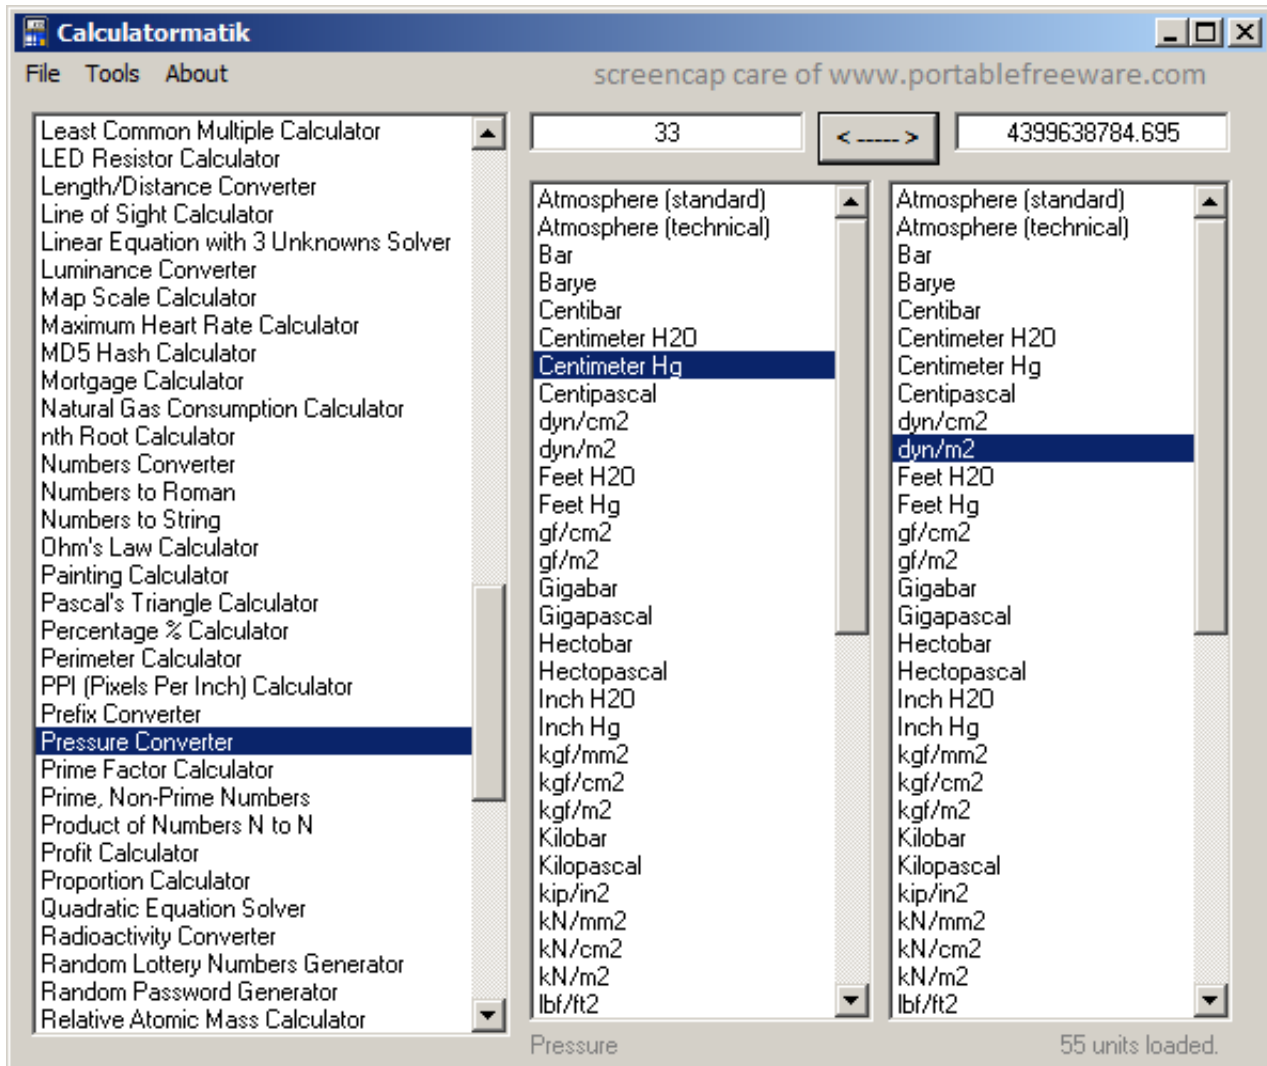 Calculatormatik
File Tools About
screencap care of www.portablefreeware.com
Least Common Multiple Calculator
LED Resistor Calculator
Length/Distance Converter
Line of Sight Calculator
Linear Equation with 3 Unknowns Solver
Luminance Converter
Map Scale Calculator
Maximum Heart Rate Calculator
MD5 Hash Calculator
Mortgage Calculator
Natural Gas Consumption Calculator
nth Root Calculator
Numbers Converter
Numbers to Roman
Numbers to String
Ohm's Law Calculator
Painting Calculator
Pascal's Triangle Calculator
Percentage % Calculator
Perimeter Calculator
PPI (Pixels Per Inch) Calculator
Prefix Converter
Pressure Converter
Prime Factor Calculator
Prime, Non-Prime Numbers
Product of Numbers N to N
Profit Calculator
Proportion Calculator
Quadratic Equation Solver
Radioactivity Converter
Random Lottery Numbers Generator
Random Password Generator
Relative Atomic Mass Calculator
33
< ----- >
4399638784.695
Atmosphere (standard)
Atmosphere (technical)
Bar
Barye
Centibar
Centimeter H2O
Centimeter Hg
Centipascal
dyn/cm2
dyn/m2
Feet H2O
Feet Hg
gf/cm2
gf/m2
Gigabar
Gigapascal
Hectobar
Hectopascal
Inch H2O
Inch Hg
kgf/mm2
kgf/cm2
kgf/m2
Kilobar
Kilopascal
kip/in2
kN/mm2
kN/cm2
kN/m2
lbf/ft2
Atmosphere (standard)
Atmosphere (technical)
Bar
Barye
Centibar
Centimeter H2O
Centimeter Hg
Centipascal
dyn/cm2
dyn/m2
Feet H2O
Feet Hg
gf/cm2
gf/m2
Gigabar
Gigapascal
Hectobar
Hectopascal
Inch H2O
Inch Hg
kgf/mm2
kgf/cm2
kgf/m2
Kilobar
Kilopascal
kip/in2
kN/mm2
kN/cm2
kN/m2
lbf/ft2
Pressure
55 units loaded.